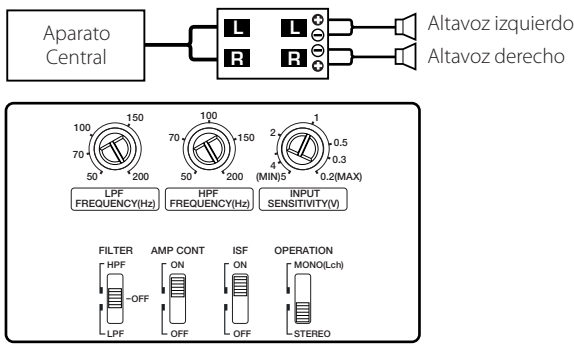 Aparato Central
L L Altavoz izquierdo
R R Altavoz derecho
150 100 1
100 70 150 2 0.5
70 0.3
4
50 200 50 200 (MIN)5 0.2(MAX)
LPF FREQUENCY(Hz) HPF FREQUENCY(Hz) INPUT SENSITIVITY(V)
FILTER AMP CONT ISF OPERATION
HPF ON ON MONO(Lch)
OFF
LPF OFF OFF STEREO